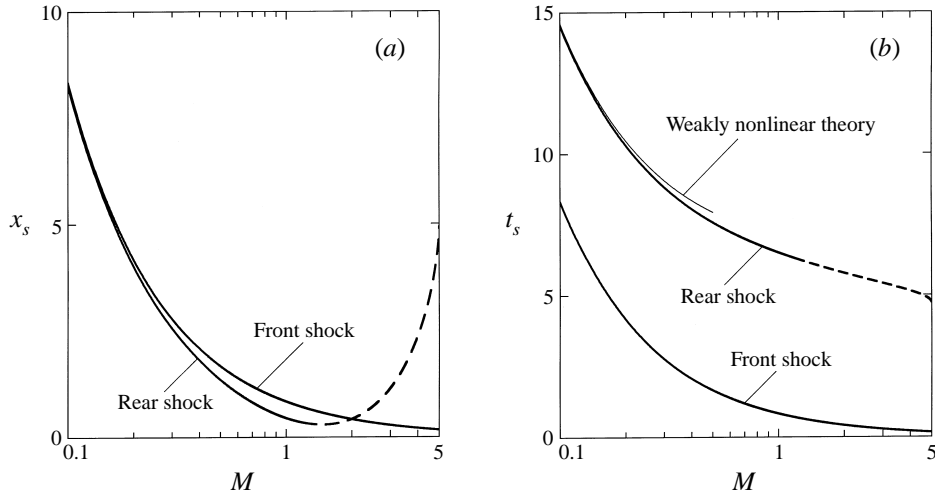 10
(a)
x_s
5
Front shock
Rear shock
0
0.1
1
5
M
15
(b)
Weakly nonlinear theory
10
t_s
Rear shock
5
Front shock
0
0.1
1
5
M